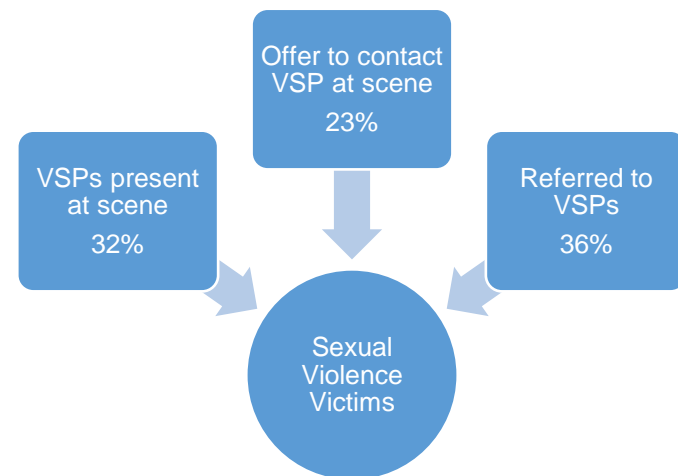 Offer to contact
VSP at scene
23%
VSPs present
at scene
32%
Referred to
VSPs
36%
Sexual
Violence
Victims